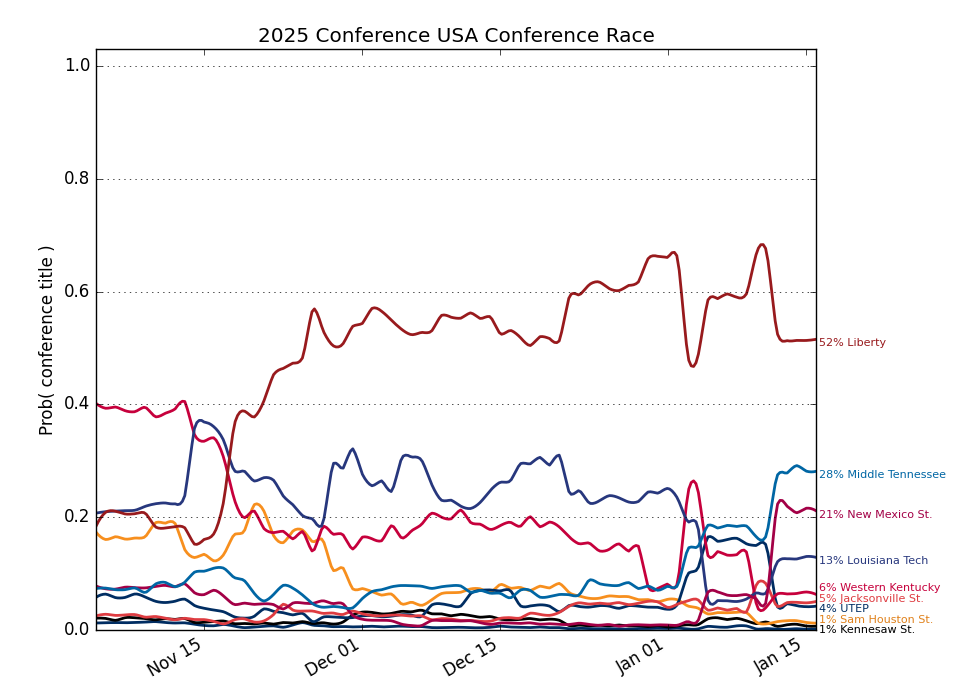 2025 Conference USA Conference Race
Prob( conference title )
1.0
0.8
0.6
0.4
0.2
0.0
Nov 15
Dec 01
Dec 15
Jan 01
Jan 15
52% Liberty
28% Middle Tennessee
21% New Mexico St.
13% Louisiana Tech
6% Western Kentucky
5% Jacksonville St.
4% UTEP
1% Sam Houston St.
1% Kennesaw St.